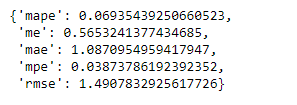 {'mape': 0.06935439250660523,
'me': 0.5653241377434685,
'mae': 1.0870954959417947,
'mpe': 0.03873786192392352,
'rmse': 1.4907832925617726}